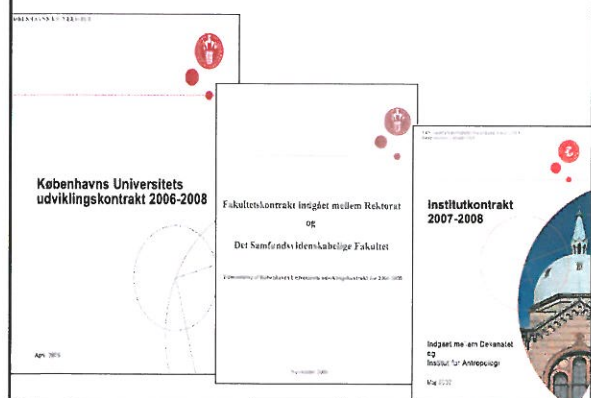 Københavns Universitets
udviklingskontrakt 2006-2008
Fakultetskontrakt indgået mellem Rektorat
og
Det Samfundsvidenskabelige Fakultet
Institutkontrakt
2007-2008
Indgået mellem Dekanatet
og
Institut for Antropologi
Maj